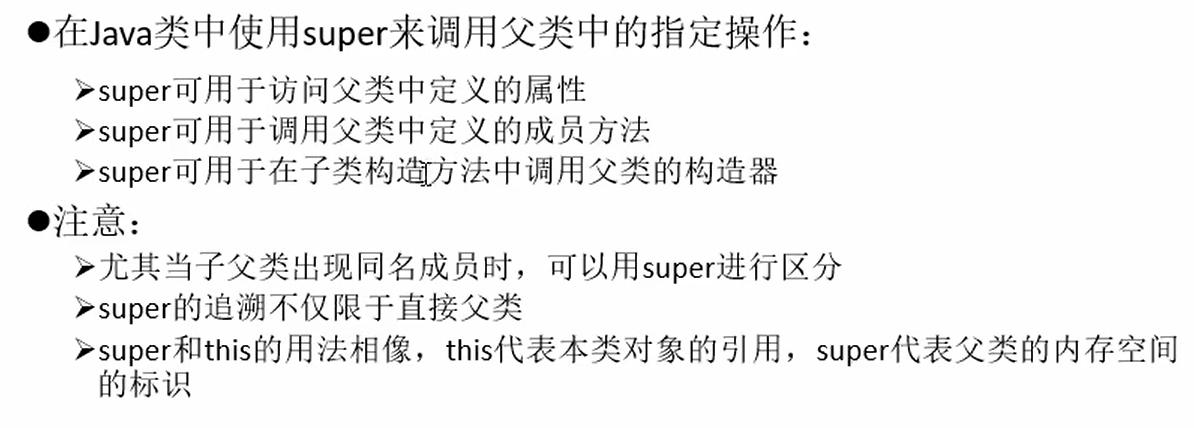 ●在Java类中使用super来调用父类中的指定操作：
➢super可用于访问父类中定义的属性
➢super可用于调用父类中定义的成员方法
➢super可用于在子类构造方法中调用父类的构造器
●注意：
➢尤其当子父类出现同名成员时，可以用super进行区分
➢super的追溯不仅限于直接父类
➢super和this的用法相像，this代表本类对象的引用，super代表父类的内存空间
的标识